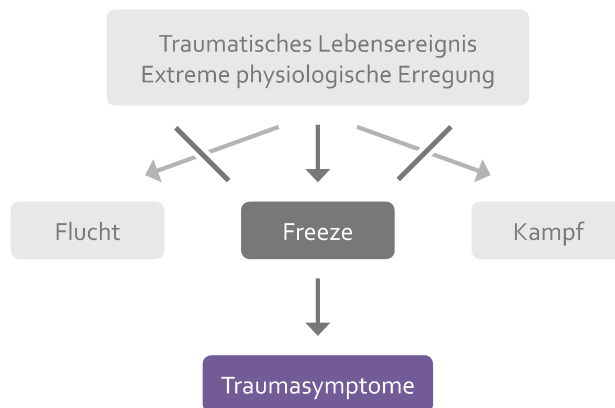 Traumatisches Lebensereignis
Extreme physiologische Erregung
Flucht
Freeze
Kampf
Traumasymptome